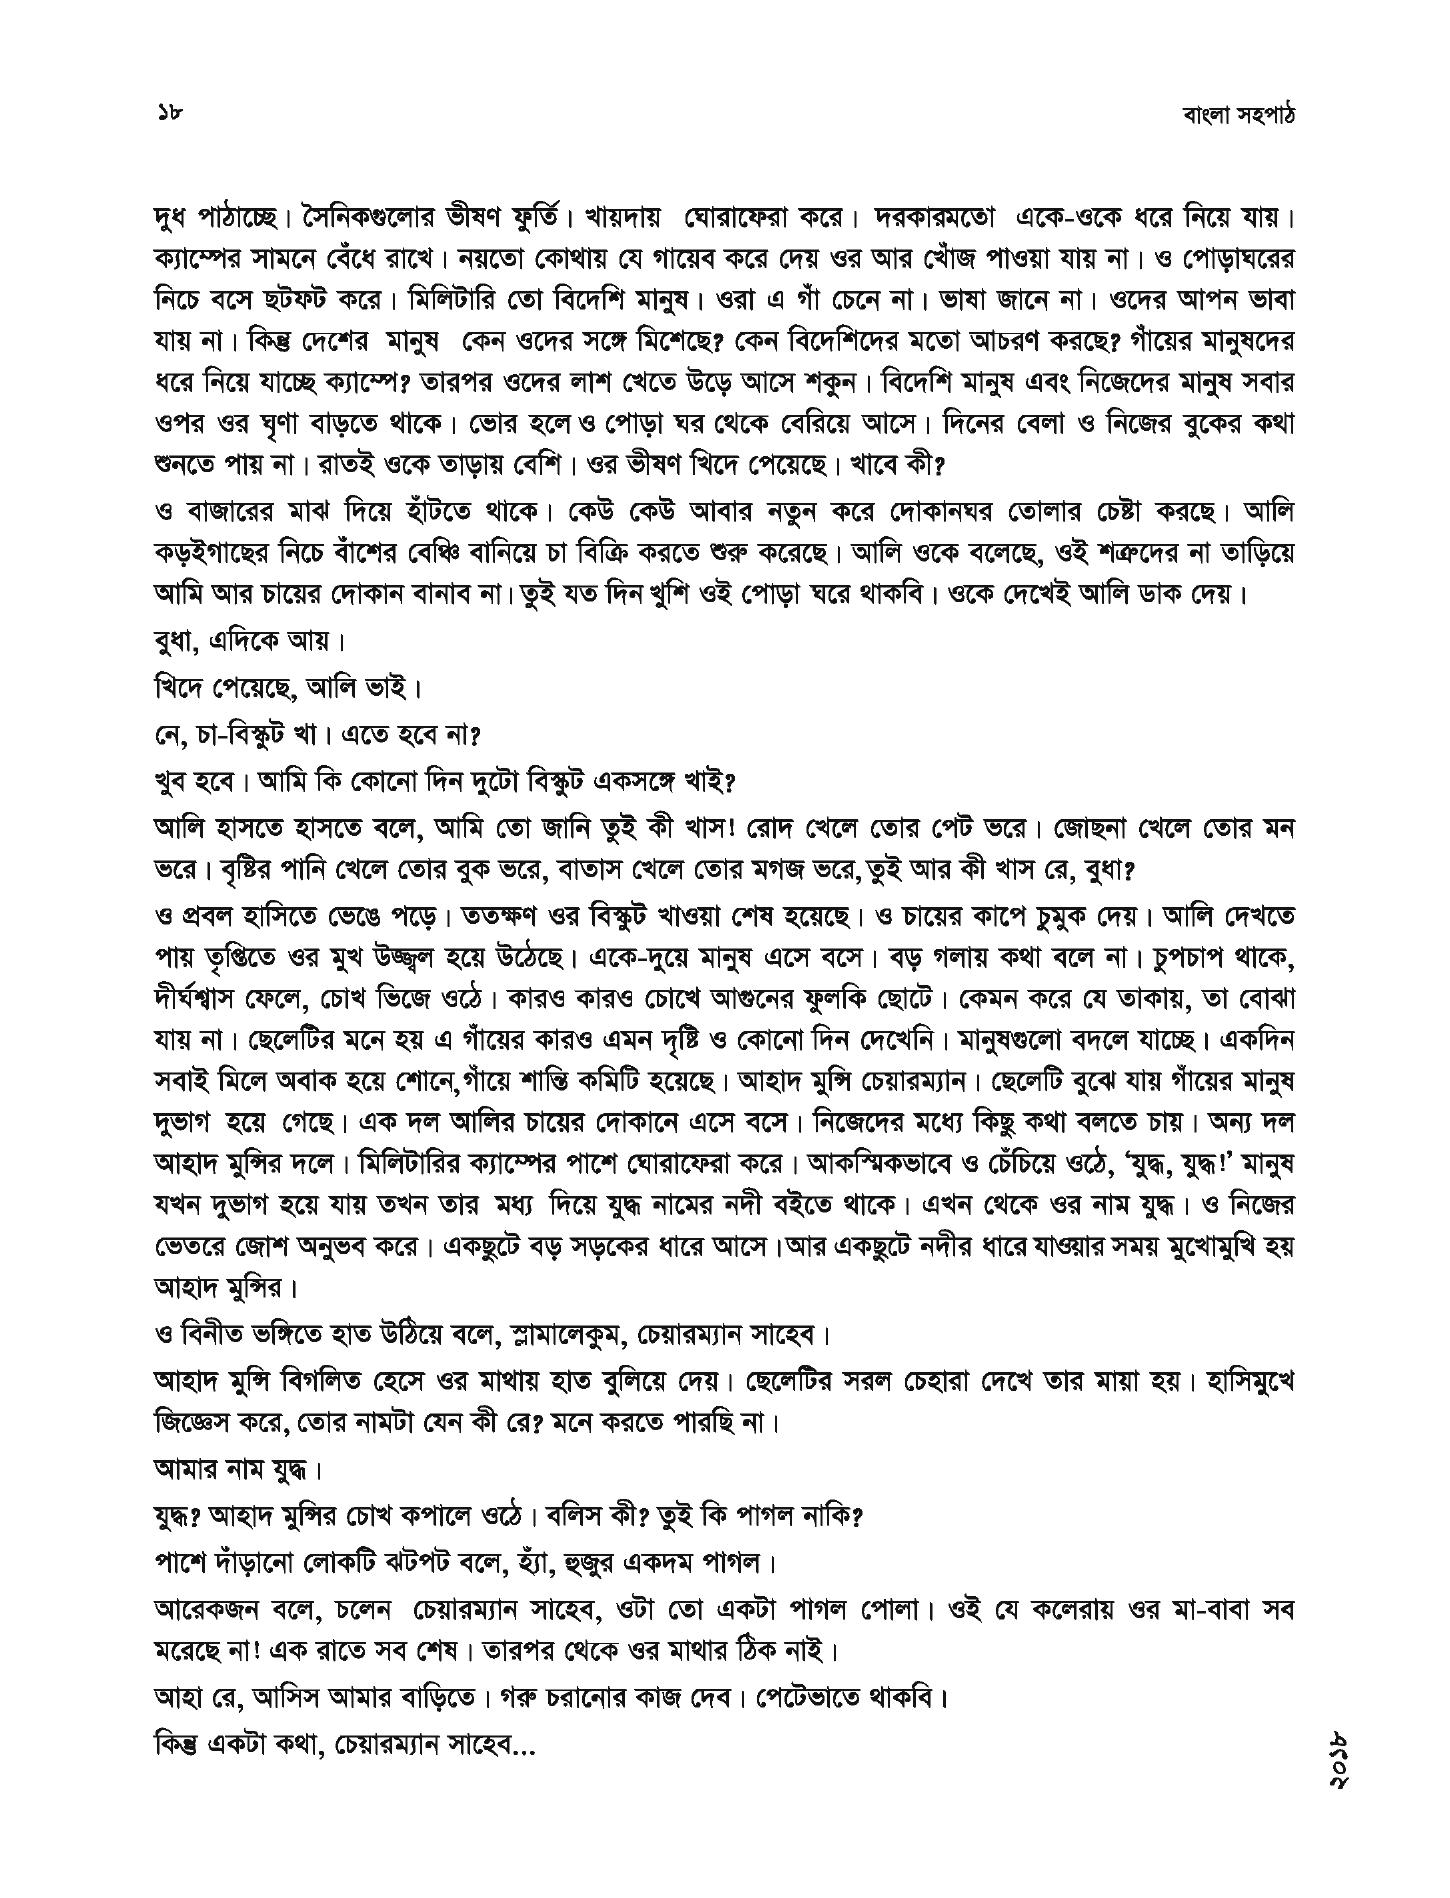 ১৮
বাংলা সহপাঠ
দুধ পাঠাচ্ছে। সৈনিকগুলোর ভীষণ ফুর্তি। খায়দায় ঘোরাফেরা করে। দরকারমতো একে-ওকে ধরে নিয়ে যায়।
ক্যাম্পের সামনে বেঁধে রাখে। নয়তো কোথায় যে গায়েব করে দেয় ওর আর খোঁজ পাওয়া যায় না। ও পোড়াঘরের
নিচে বসে ছটফট করে। মিলিটারি তো বিদেশি মানুষ। ওরা এ গাঁ চেনে না। ভাষা জানে না। ওদের আপন ভাবা
যায় না। কিন্তু দেশের মানুষ কেন ওদের সঙ্গে মিশেছে? কেন বিদেশিদের মতো আচরণ করছে? গাঁয়ের মানুষদের
ধরে নিয়ে যাচ্ছে ক্যাম্পে? তারপর ওদের লাশ খেতে উড়ে আসে শকুন। বিদেশি মানুষ এবং নিজেদের মানুষ সবার
ওপর ওর ঘৃণা বাড়তে থাকে। ভোর হলে ও পোড়া ঘর থেকে বেরিয়ে আসে। দিনের বেলা ও নিজের বুকের কথা
শুনতে পায় না। রাতই ওকে তাড়ায় বেশি। ওর ভীষণ খিদে পেয়েছে। খাবে কী?
ও বাজারের মাঝ দিয়ে হাঁটতে থাকে। কেউ কেউ আবার নতুন করে দোকানঘর তোলার চেষ্টা করছে। আলি
কড়ইগাছের নিচে বাঁশের বেঞ্চি বানিয়ে চা বিক্রি করতে শুরু করেছে। আলি ওকে বলেছে, ওই শত্রুদের না তাড়িয়ে
আমি আর চায়ের দোকান বানাব না। তুই যত দিন খুশি ওই পোড়া ঘরে থাকবি। ওকে দেখেই আলি ডাক দেয়।
বুধা, এদিকে আয়।
খিদে পেয়েছে, আলি ভাই।
নে, চা-বিস্কুট খা। এতে হবে না?
খুব হবে। আমি কি কোনো দিন দুটো বিস্কুট একসঙ্গে খাই?
আলি হাসতে হাসতে বলে, আমি তো জানি তুই কী খাস! রোদ খেলে তোর পেট ভরে। জোছনা খেলে তোর মন
ভরে। বৃষ্টির পানি খেলে তোর বুক ভরে, বাতাস খেলে তোর মগজ ভরে, তুই আর কী খাস রে, বুধা?
ও প্রবল হাসিতে ভেঙে পড়ে। ততক্ষণ ওর বিস্কুট খাওয়া শেষ হয়েছে। ও চায়ের কাপে চুমুক দেয়। আলি দেখতে
পায় তৃপ্তিতে ওর মুখ উজ্জ্বল হয়ে উঠেছে। একে-দুয়ে মানুষ এসে বসে। বড় গলায় কথা বলে না। চুপচাপ থাকে,
দীর্ঘশ্বাস ফেলে, চোখ ভিজে ওঠে। কারও কারও চোখে আগুনের ফুলকি ছোটে। কেমন করে যে তাকায়, তা বোঝা
যায় না। ছেলেটির মনে হয় এ গাঁয়ের কারও এমন দৃষ্টি ও কোনো দিন দেখেনি। মানুষগুলো বদলে যাচ্ছে। একদিন
সবাই মিলে অবাক হয়ে শোনে,গাঁয়ে শান্তি কমিটি হয়েছে। আহাদ মুন্সি চেয়ারম্যান। ছেলেটি বুঝে যায় গাঁয়ের মানুষ
দুভাগ হয়ে গেছে। এক দল আলির চায়ের দোকানে এসে বসে। নিজেদের মধ্যে কিছু কথা বলতে চায়। অন্য দল
আহাদ মুন্সির দলে। মিলিটারির ক্যাম্পের পাশে ঘোরাফেরা করে। আকস্মিকভাবে ও চেঁচিয়ে ওঠে, ‘যুদ্ধ, যুদ্ধ!’ মানুষ
যখন দুভাগ হয়ে যায় তখন তার মধ্য দিয়ে যুদ্ধ নামের নদী বইতে থাকে। এখন থেকে ওর নাম যুদ্ধ। ও নিজের
ভেতরে জোশ অনুভব করে। একছুটে বড় সড়কের ধারে আসে।আর একছুটে নদীর ধারে যাওয়ার সময় মুখোমুখি হয়
আহাদ মুন্সির।
ও বিনীত ভঙ্গিতে হাত উঠিয়ে বলে, স্লামালেকুম, চেয়ারম্যান সাহেব।
আহাদ মুন্সি বিগলিত হেসে ওর মাথায় হাত বুলিয়ে দেয়। ছেলেটির সরল চেহারা দেখে তার মায়া হয়। হাসিমুখে
জিজ্ঞেস করে, তোর নামটা যেন কী রে? মনে করতে পারছি না।
আমার নাম যুদ্ধ।
যুদ্ধ? আহাদ মুন্সির চোখ কপালে ওঠে। বলিস কী? তুই কি পাগল নাকি?
পাশে দাঁড়ানো লোকটি ঝটপট বলে, হ্যাঁ, হুজুর একদম পাগল।
আরেকজন বলে, চলেন চেয়ারম্যান সাহেব, ওটা তো একটা পাগল পোলা। ওই যে কলেরায় ওর মা-বাবা সব
মরেছে না! এক রাতে সব শেষ। তারপর থেকে ওর মাথার ঠিক নাই।
আহা রে, আসিস আমার বাড়িতে। গরু চরানোর কাজ দেব। পেটেভাতে থাকবি।
কিন্তু একটা কথা, চেয়ারম্যান সাহেব...
২০১৮